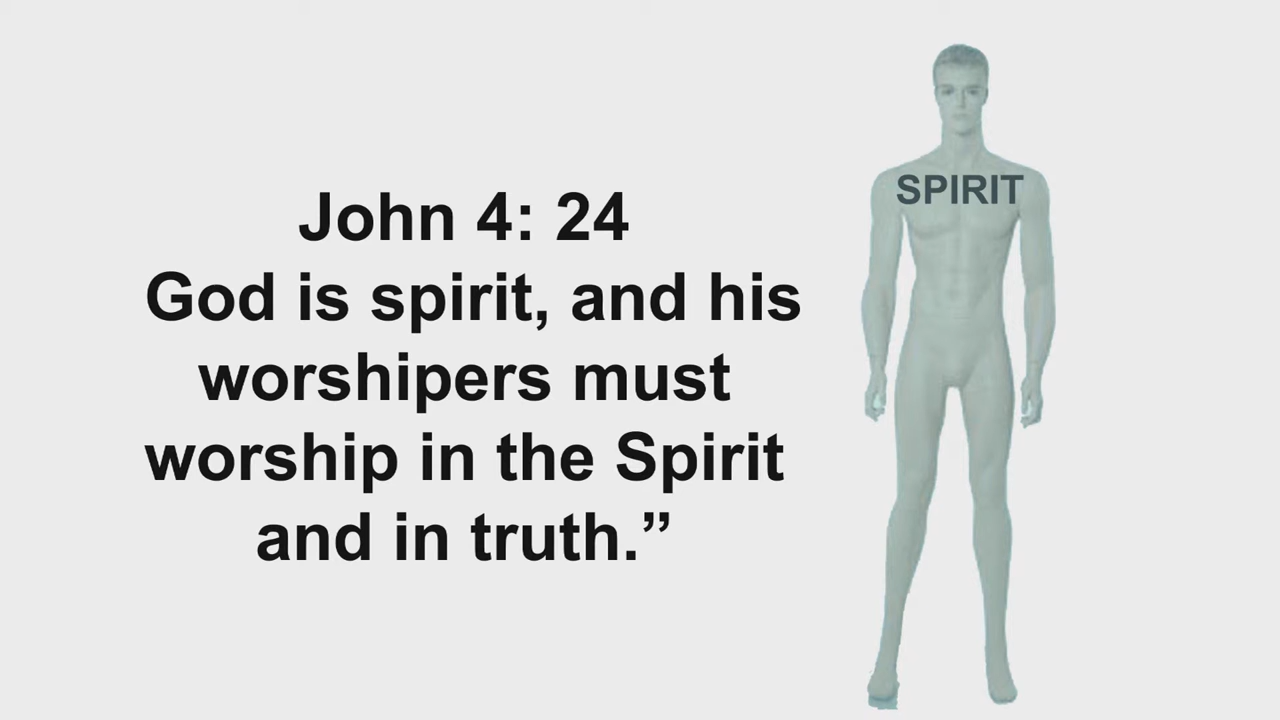 John 4: 24
God is spirit, and his
worshipers must
worship in the Spirit
and in truth.”
SPIRIT